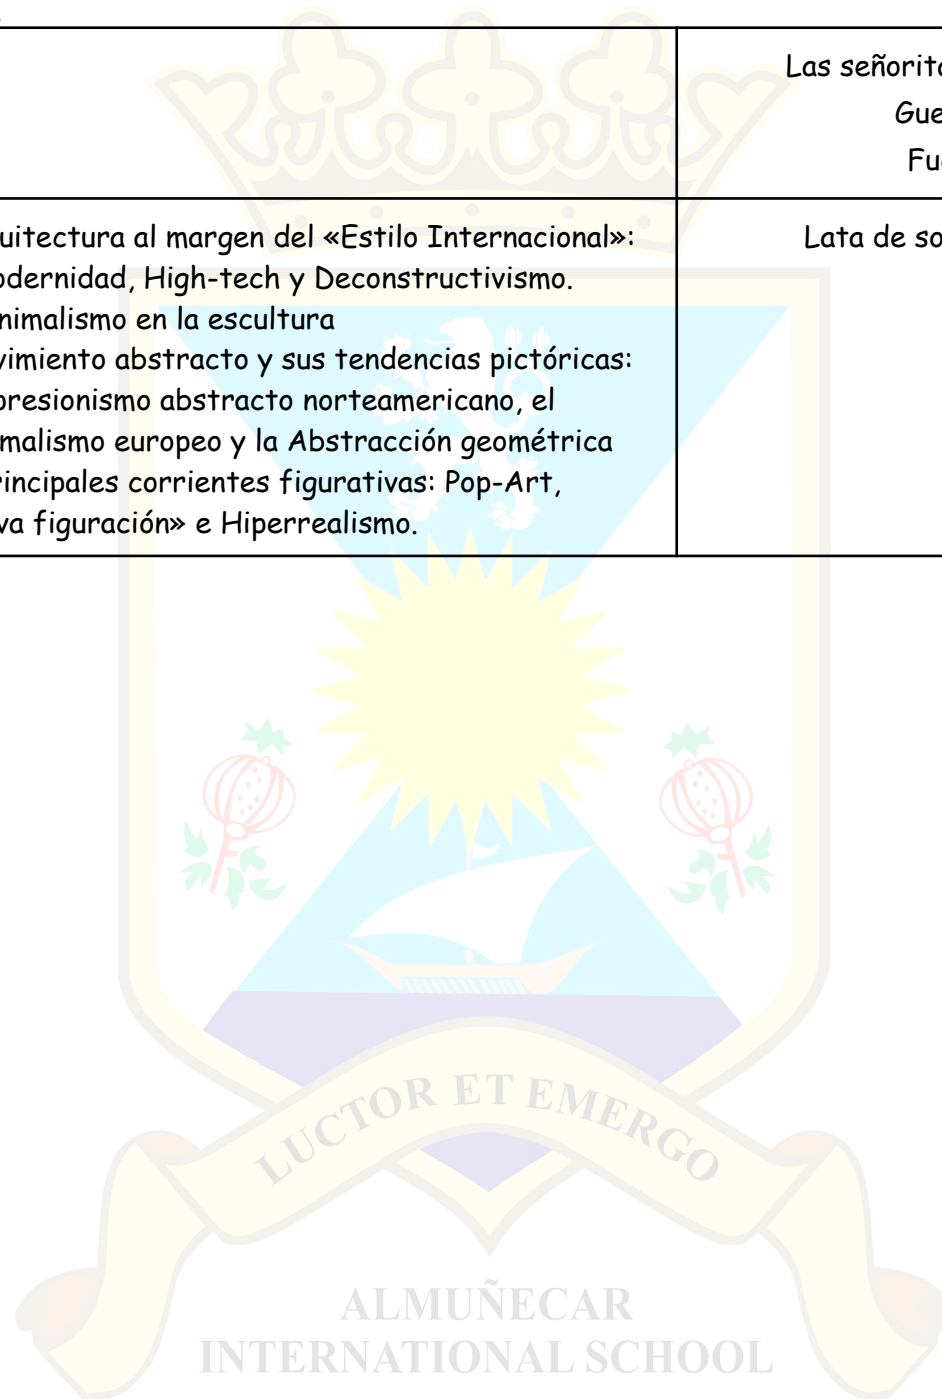 Las señorit
Gue
Fu
uitectura al margen del «Estilo Internacional»:
odernidad, High-tech y Deconstructivismo.
nimalismo en la escultura
vimiento abstracto y sus tendencias pictóricas:
presionismo abstracto norteamericano, el
malismo europeo y la Abstracción geométrica
rincipales corrientes figurativas: Pop-Art,
va figuración» e Hiperrealismo.
Lata de so
LUCTOR ET EMERGO
ALMUÑECAR
INTERNATIONAL SCHOOL